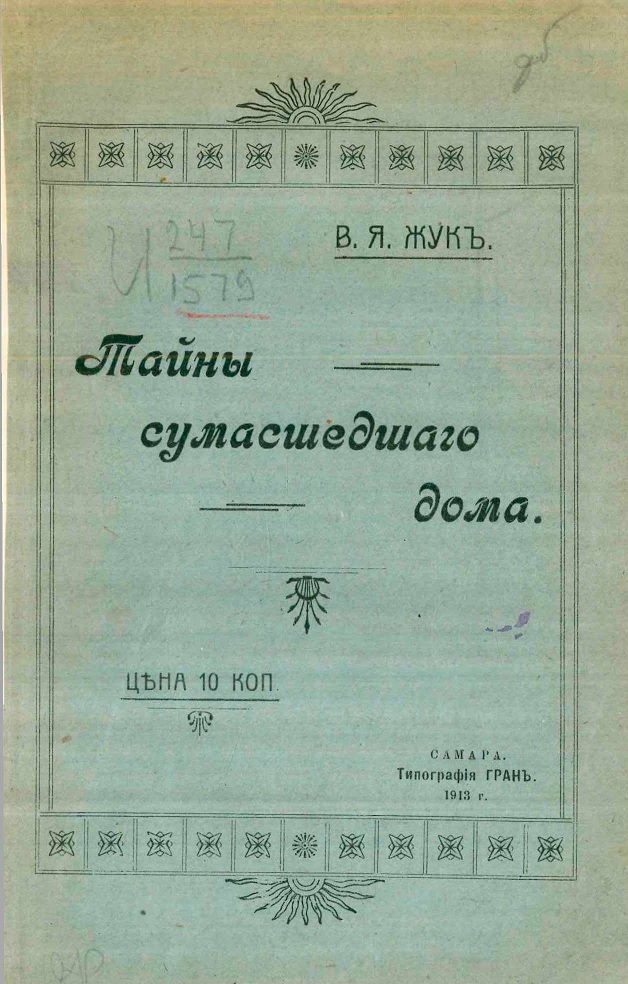 И 247
1579
В. Я. ЖУКЪ.
Тайны
сумасшедшаго
дома.
ЦѢНА 10 КОП.
САМАРА.
Типографія ГРАНЪ.
1913 г.